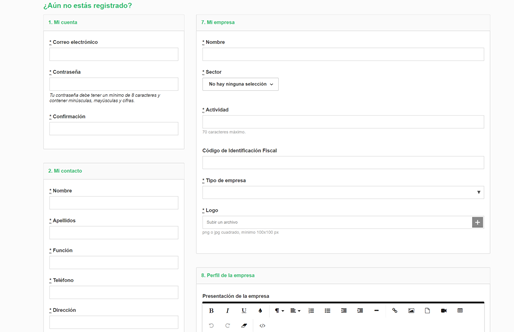 ¿Aún no estás registrado?
1. Mi cuenta
* Correo electrónico
* Contraseña
Tu contraseña debe tener un mínimo de 8 caracteres y
contener minúsculas, mayúsculas y cifras.
* Confirmación
2. Mi contacto
* Nombre
* Apellidos
* Función
* Teléfono
* Dirección
7. Mi empresa
* Nombre
* Sector
No hay ninguna selección
* Actividad
70 caracteres máximo.
Código de Identificación Fiscal
* Tipo de empresa
* Logo
Subir un archivo
png o jpg cuadrado, mínimo 100x100 px
8. Perfil de la empresa
Presentación de la empresa
B I U